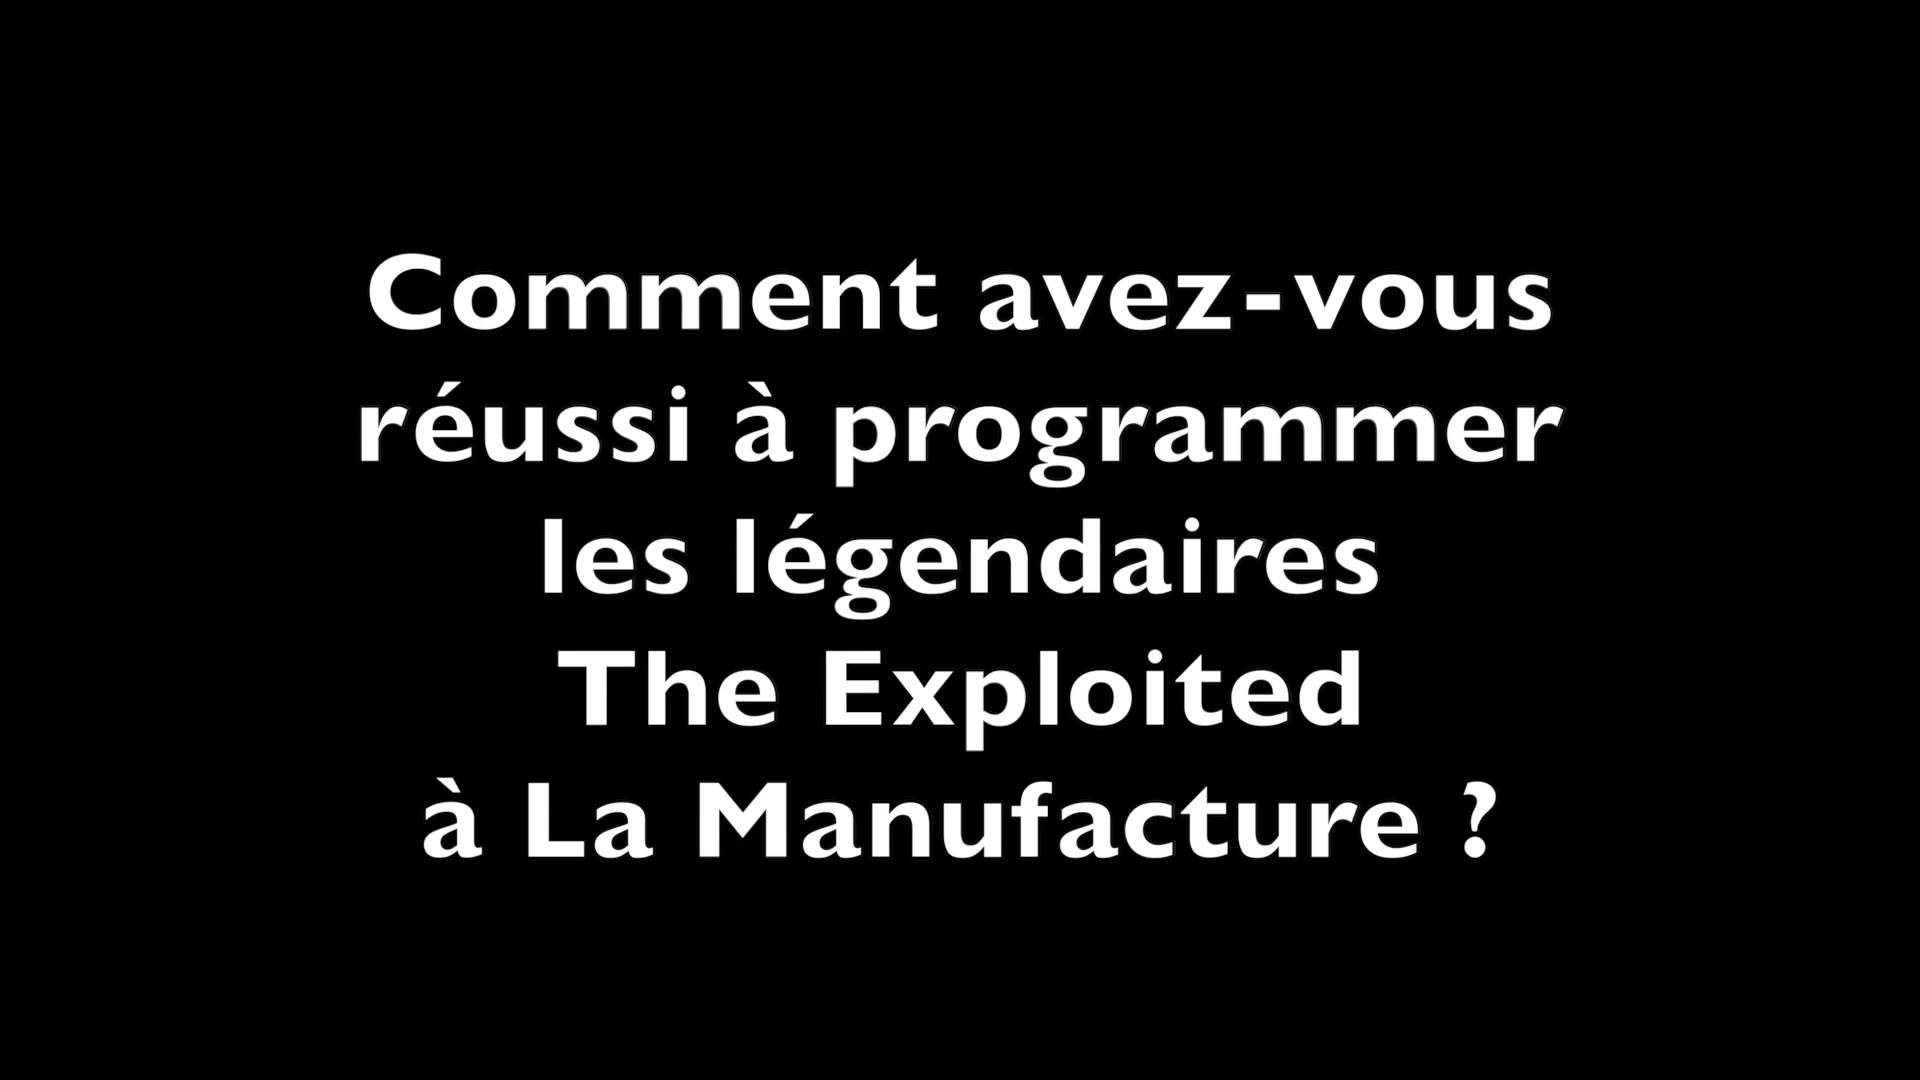 Comment avez-vous
réussi à programmer
les légendaires
The Exploited
à La Manufacture ?